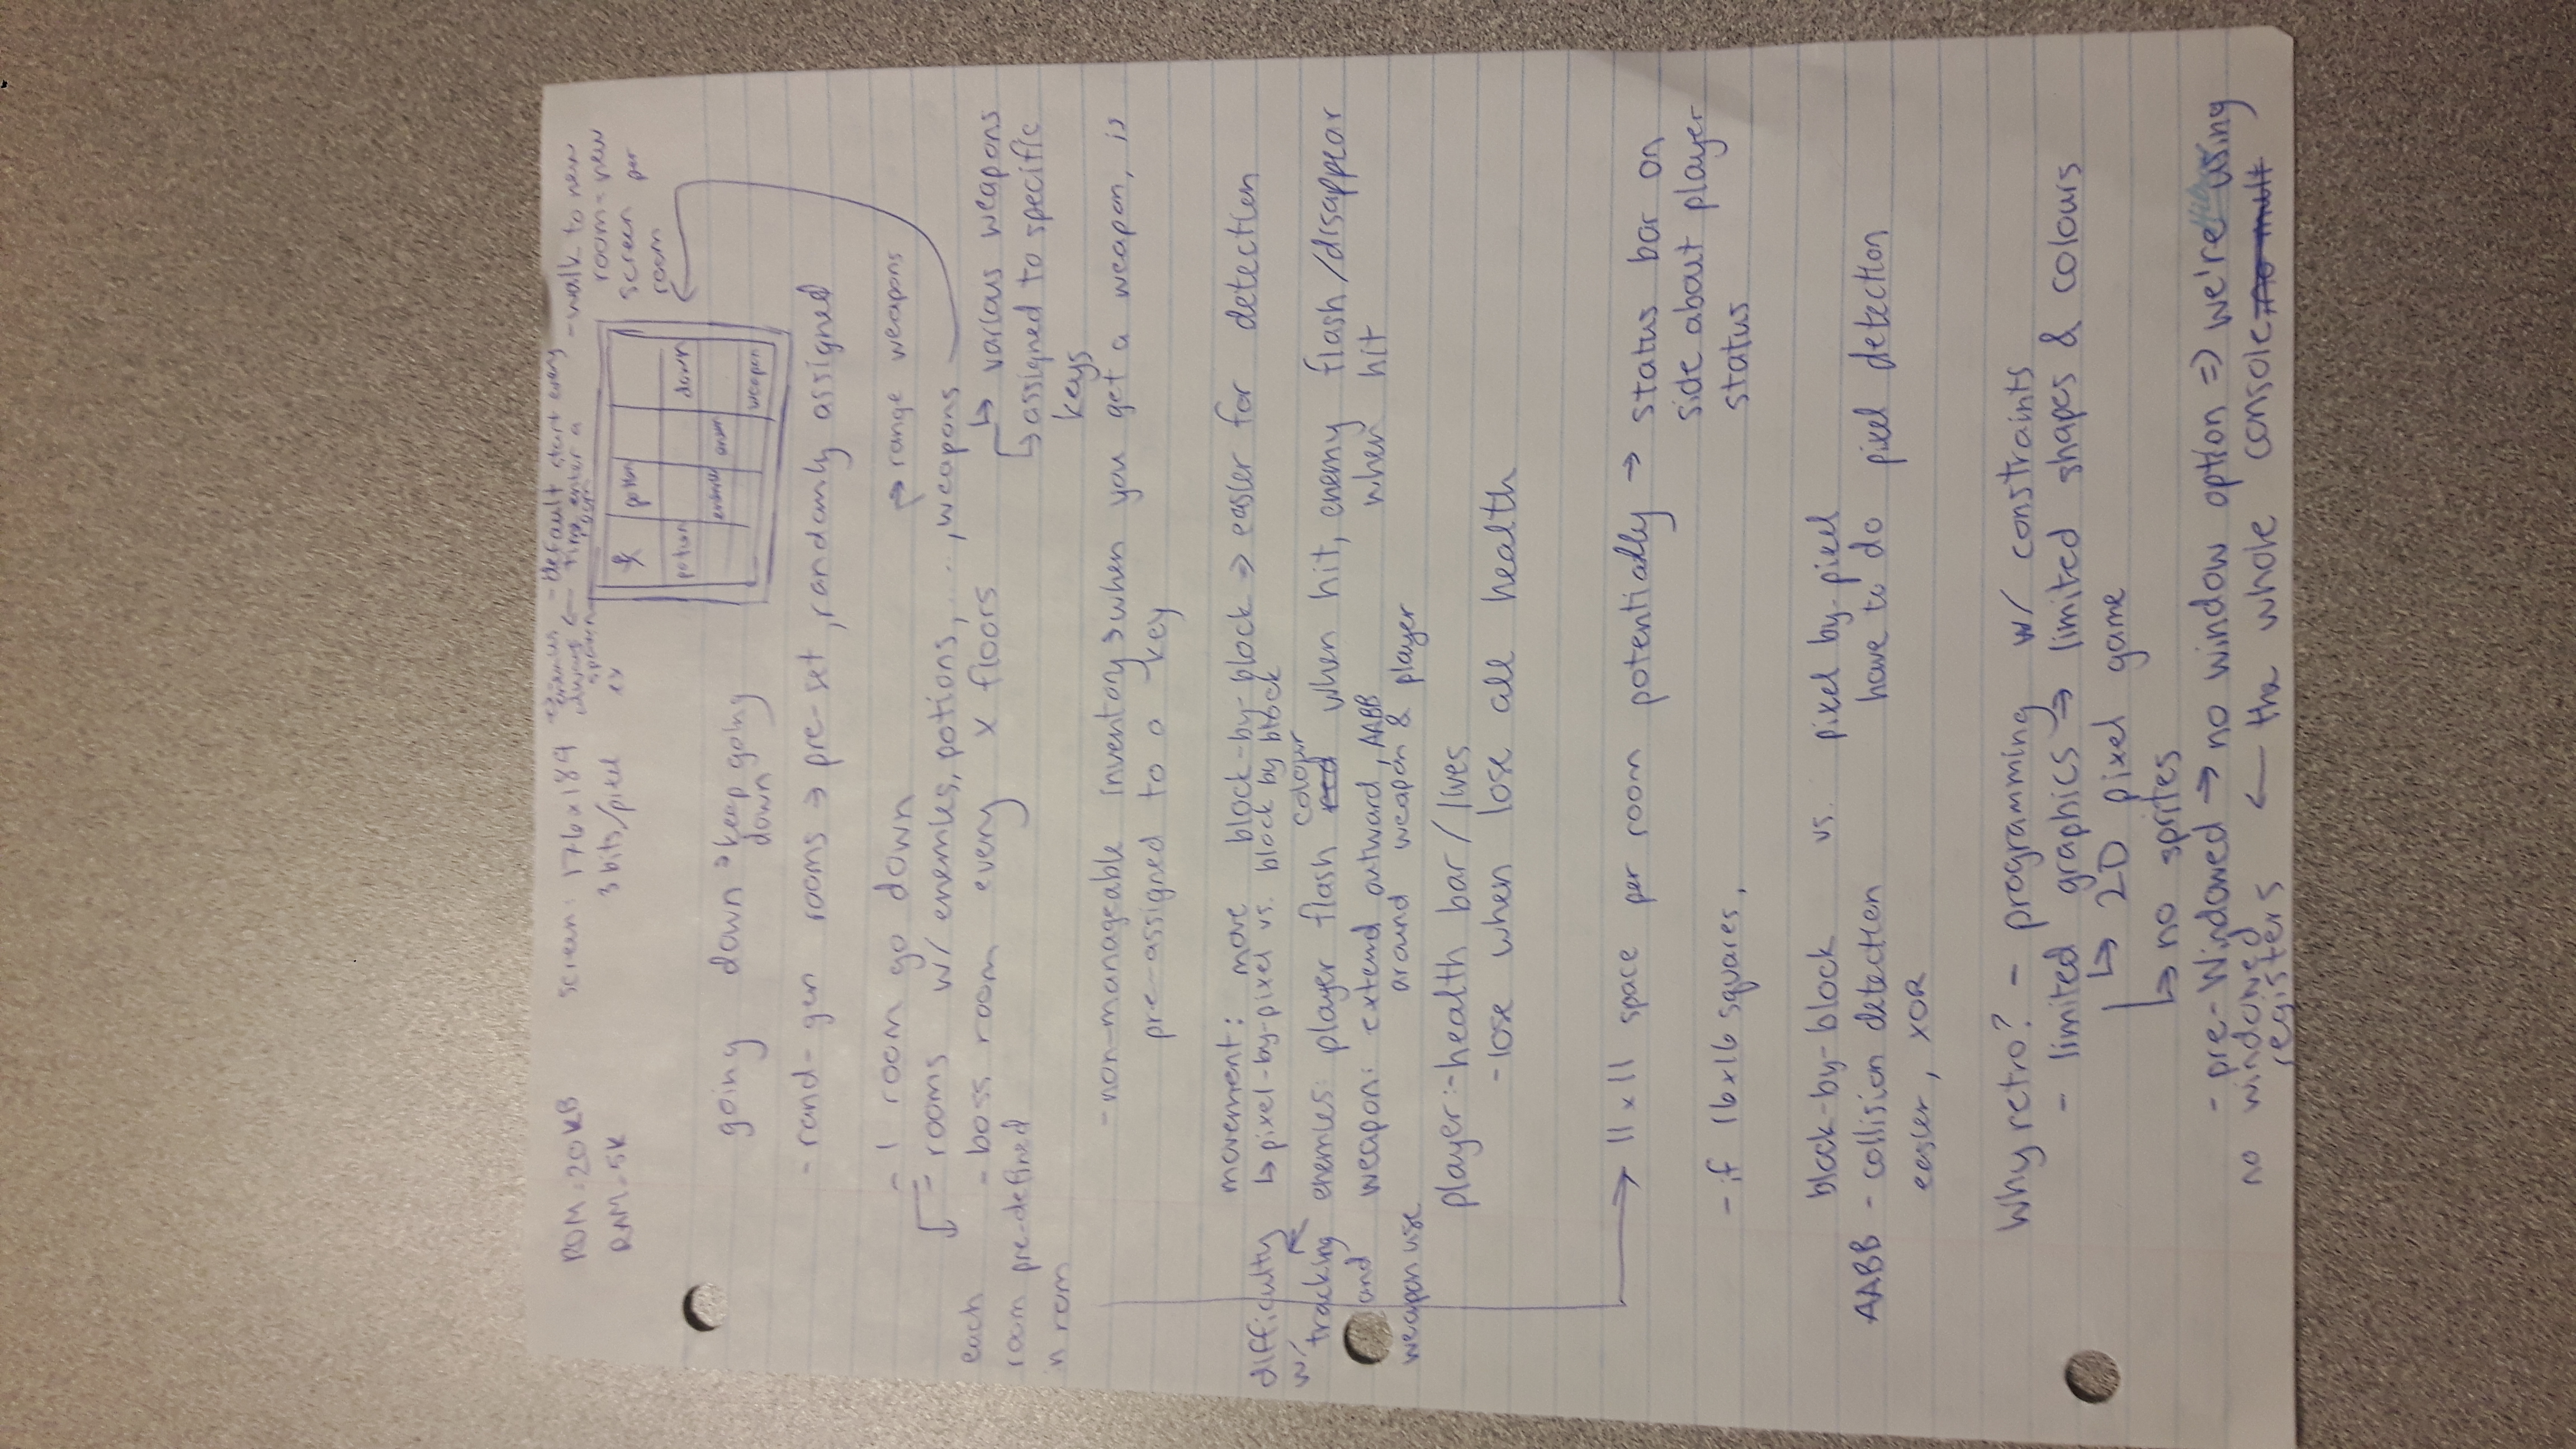 ROM = 20KB
RAM = 5K
screen: 176x184
3 bits/pixel
ex
- default start every time enter a
- walk to new
room = new
screen per
room
potion
potion
enemy
down
weapon
going down => keep going
down
- rand-gen rooms => pre-set, randomly assigned
- 1 room go down
range weapons
= rooms w/ enemies, potions, ..., weapons
- boss room every x floors
various weapons
assigned to specific
keys
each
room pre-defined
in rom
- non-manageable inventory => when you get a weapon, is
pre-assigned to a key
movement: move block-by-block => easier for detection
↳ pixel-by-pixel vs. block by block
difficulty
w/ tracking
and
weapon use
enemies: player flash colour when hit, enemy flash/disappear
when hit
weapon: extend outward, AABB
around weapon & player
player: - health bar/lives
- lose when lose all health
→ 11 x 11 space per room potentially → status bar on
side about player
status
- if 16x16 squares,
block-by-block vs. pixel by-pixel
AABB - collision detection have to do pixel detection
easier, XOR
Why retro? - programming w/ constraints
- limited graphics => limited shapes & colours
↳ 2D pixel game
↳ no sprites
- pre-Windowed → no window option => we're using
no windowed ← the whole console
registers